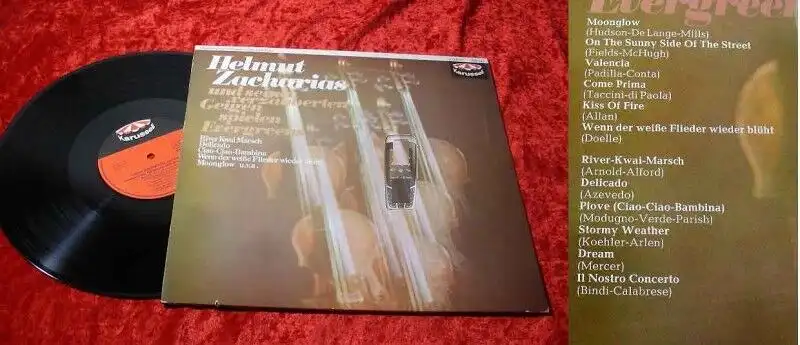 Karussell
Karussell
Helmut
Zacharias
und seine
verzauberten
Geigen
spielen
Evergreens
River Kwai Marsch
Delicado
Ciao-Ciao-Bambina
Wenn der weiße Flieder wieder blüht
Moonglow u.v.a.
Evergreen
Moonglow
(Hudson-De Lange-Mills)
On The Sunny Side Of The Street
(Fields-McHugh)
Valencia
(Padilla-Conta)
Come Prima
(Taccini-di Paola)
Kiss Of Fire
(Allan)
Wenn der weiße Flieder wieder blüht
(Doelle)
River-Kwai-Marsch
(Arnold-Alford)
Delicado
(Azevedo)
Piove (Ciao-Ciao-Bambina)
(Modugno-Verde-Parish)
Stormy Weather
(Koehler-Arlen)
Dream
(Mercer)
Il Nostro Concerto
(Bindi-Calabrese)